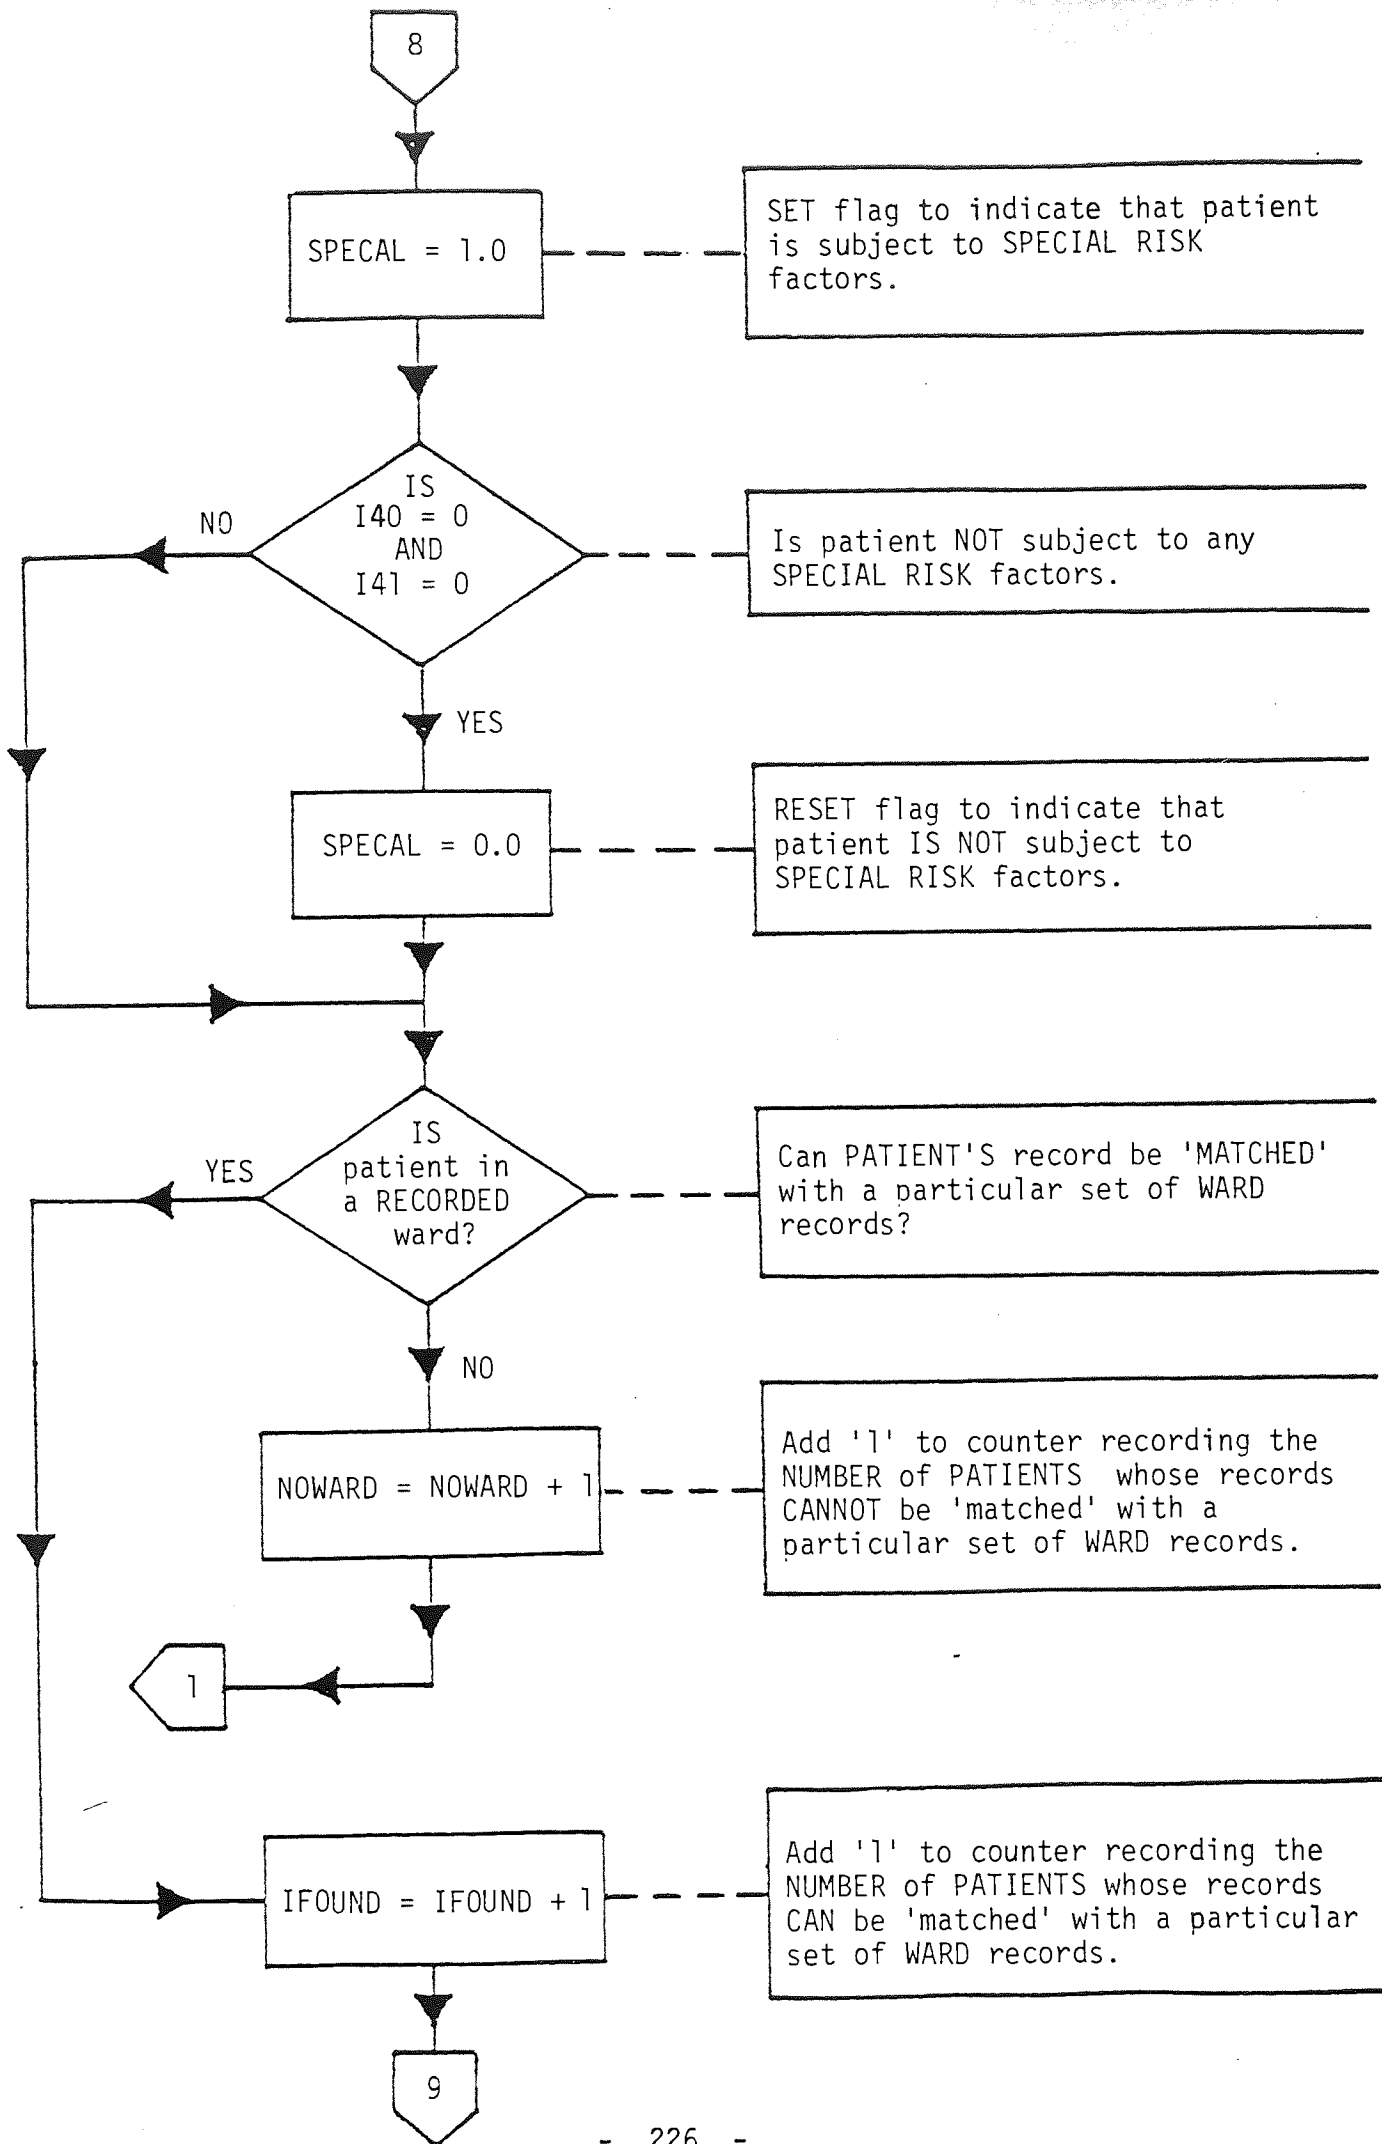 8
SPECAL = 1.0
SET flag to indicate that patient
is subject to SPECIAL RISK
factors.
IS
I40 = 0
AND
I41 = 0
NO
Is patient NOT subject to any
SPECIAL RISK factors.
YES
SPECAL = 0.0
RESET flag to indicate that
patient IS NOT subject to
SPECIAL RISK factors.
IS
patient in
a RECORDED
ward?
YES
Can PATIENT'S record be 'MATCHED'
with a particular set of WARD
records?
NO
NOWARD = NOWARD + 1
Add '1' to counter recording the
NUMBER of PATIENTS whose records
CANNOT be 'matched' with a
particular set of WARD records.
1
IFOUND = IFOUND + 1
Add '1' to counter recording the
NUMBER of PATIENTS whose records
CAN be 'matched' with a particular
set of WARD records.
9
- 226 -